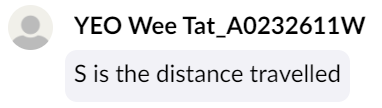 YEO Wee Tat_A0232611W
S is the distance travelled